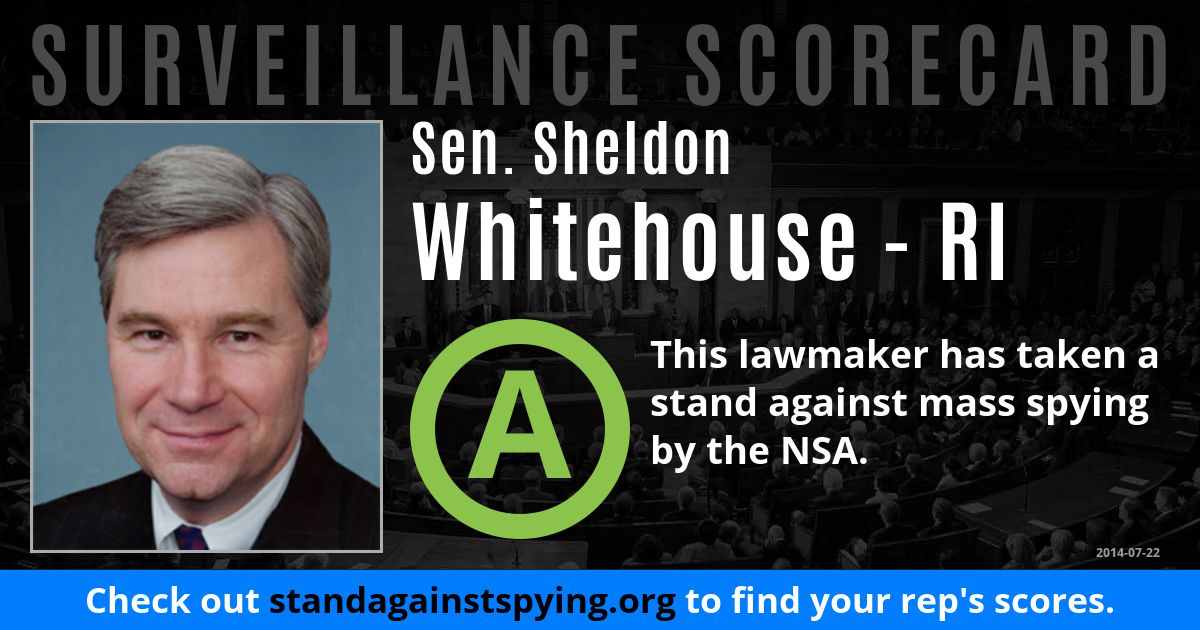 SURVEILLANCE SCORECARD
Sen. Sheldon
Whitehouse - RI
A
This lawmaker has taken a
stand against mass spying
by the NSA.
2014-07-22
Check out standagainstspying.org to find your rep's scores.